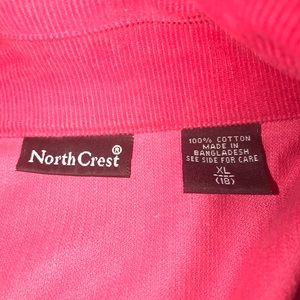 NorthCrest®
100% COTTON
MADE IN
BANGLADESH
SEE SIDE FOR CARE
XL
(18)